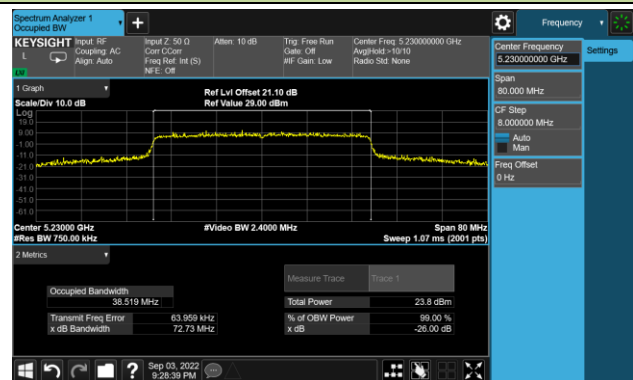 Spectrum Analyzer 1
Occupied BW
Frequency
KEYSIGHT
L
Input: RF
Coupling: AC
Align: Auto
Input Z: 50 Ω
Corr CCorr
Freq Ref: Int (S)
NFE: Off
Atten: 10 dB
Trig: Free Run
Gate: Off
#IF Gain: Low
Center Freq: 5.230000000 GHz
Avg|Hold:>10/10
Radio Std: None
Center Frequency
5.230000000 GHz
Settings
Span
80.000 MHz
CF Step
8.000000 MHz
Auto
Man
Freq Offset
0 Hz
1 Graph
Scale/Div 10.0 dB
Ref Lvl Offset 21.10 dB
Ref Value 29.00 dBm
Log
19.0
9.00
-1.00
-11.0
-21.0
-31.0
-41.0
-51.0
-61.0
Center 5.23000 GHz
#Video BW 2.4000 MHz
Span 80 MHz
#Res BW 750.00 kHz
Sweep 1.07 ms (2001 pts)
2 Metrics
Measure Trace
Trace 1
Occupied Bandwidth
38.519 MHz
Total Power
23.8 dBm
Transmit Freq Error
63.959 kHz
% of OBW Power
99.00 %
x dB Bandwidth
72.73 MHz
x dB
-26.00 dB
?
Sep 03, 2022
9:28:39 PM